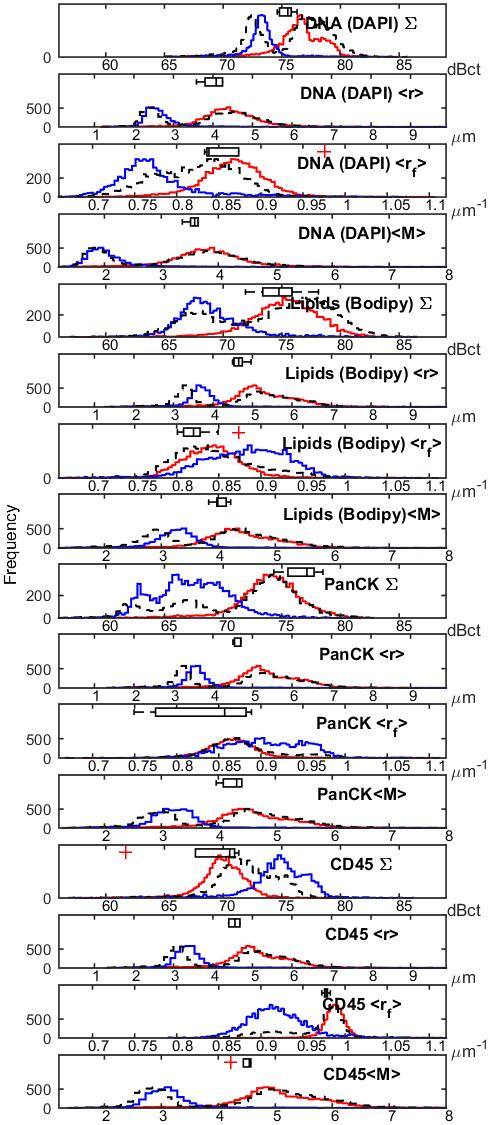 DNA (DAPI) Σ
0
60 65 70 75 80 85 dBct
DNA (DAPI) <r>
500
0
1 2 3 4 5 6 7 8 9 μm
DNA (DAPI) <r_f>
200
0
0.7 0.75 0.8 0.85 0.9 0.95 1 1.05 1.1 μm⁻¹
DNA (DAPI)<M>
500
0
2 3 4 5 6 7 8
Lipids (Bodipy) Σ
200
0
60 65 70 75 80 85 dBct
Lipids (Bodipy) <r>
500
0
1 2 3 4 5 6 7 8 9 μm
Lipids (Bodipy) <r_f>
0
0.7 0.75 0.8 0.85 0.9 0.95 1 1.05 1.1 μm⁻¹
Lipids (Bodipy)<M>
500
0
2 3 4 5 6 7 8
Frequency
PanCK Σ
200
0
60 65 70 75 80 85 dBct
PanCK <r>
500
0
1 2 3 4 5 6 7 8 9 μm
PanCK <r_f>
500
0
0.7 0.75 0.8 0.85 0.9 0.95 1 1.05 1.1 μm⁻¹
PanCK<M>
500
0
2 3 4 5 6 7 8
CD45 Σ
0
60 65 70 75 80 85 dBct
CD45 <r>
500
0
1 2 3 4 5 6 7 8 9 μm
CD45 <r_f>
500
0
0.7 0.75 0.8 0.85 0.9 0.95 1 1.05 1.1 μm⁻¹
CD45<M>
500
0
2 3 4 5 6 7 8